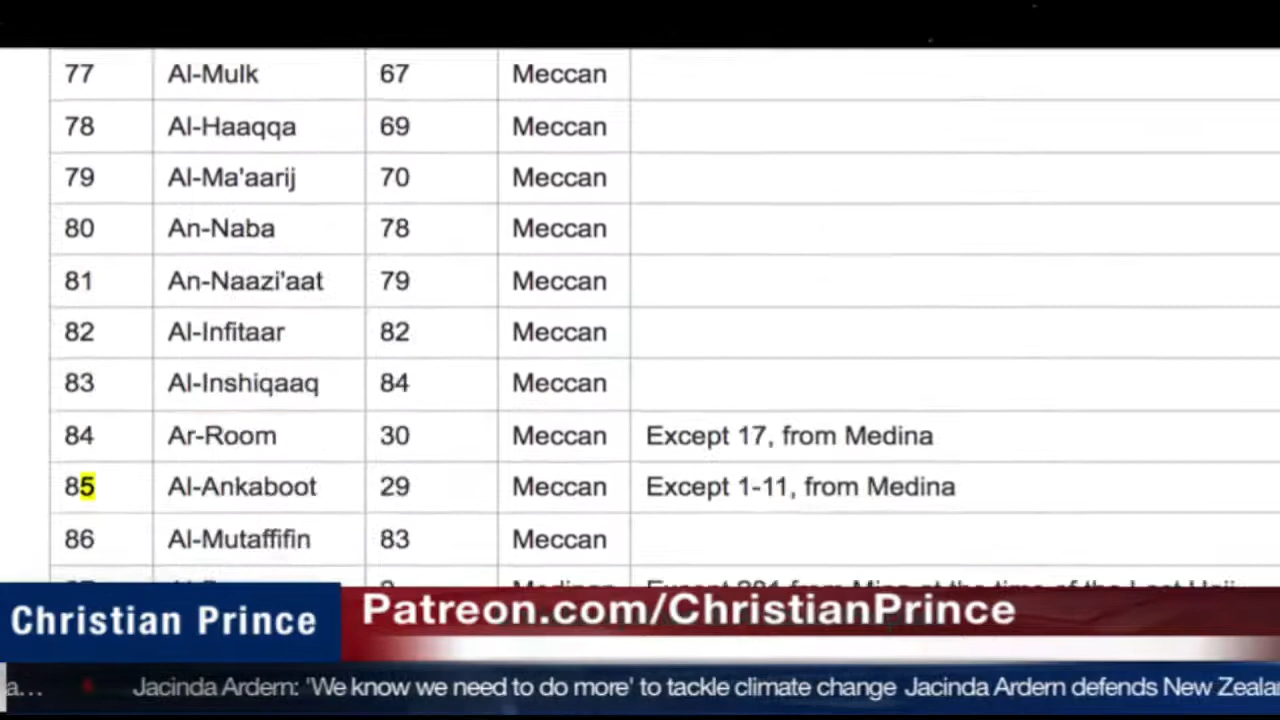 77 Al-Mulk 67 Meccan
78 Al-Haaqqa 69 Meccan
79 Al-Ma'aarij 70 Meccan
80 An-Naba 78 Meccan
81 An-Naazi'aat 79 Meccan
82 Al-Infitaar 82 Meccan
83 Al-Inshiqaaq 84 Meccan
84 Ar-Room 30 Meccan Except 17, from Medina
85 Al-Ankaboot 29 Meccan Except 1-11, from Medina
86 Al-Mutaffifin 83 Meccan
Christian Prince
Patreon.com/ChristianPrince
a... Jacinda Ardern: 'We know we need to do more' to tackle climate change Jacinda Ardern defends New Zeala